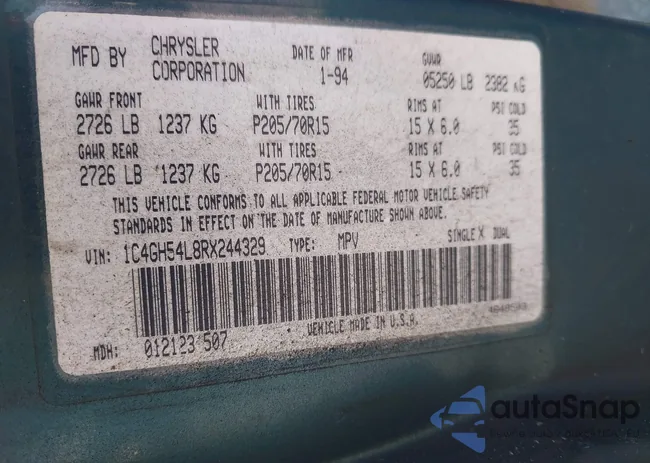 MFD BY CHRYSLER CORPORATION DATE OF MFR 1-94 GVWR 05250 LB 2382 KG
GAWR FRONT WITH TIRES RIMS AT PSI COLD
2726 LB 1237 KG P205/70R15 15 X 6.0 35
GAWR REAR WITH TIRES RIMS AT PSI COLD
2726 LB 1237 KG P205/70R15 15 X 6.0 35
THIS VEHICLE CONFORMS TO ALL APPLICABLE FEDERAL MOTOR VEHICLE SAFETY
STANDARDS IN EFFECT ON THE DATE OF MANUFACTURE SHOWN ABOVE.
VIN: 1C4GH54L8RX244329 TYPE: MPV SINGLE X DUAL
VEHICLE MADE IN U.S.A.
MDH: 012123 507
autaSnap